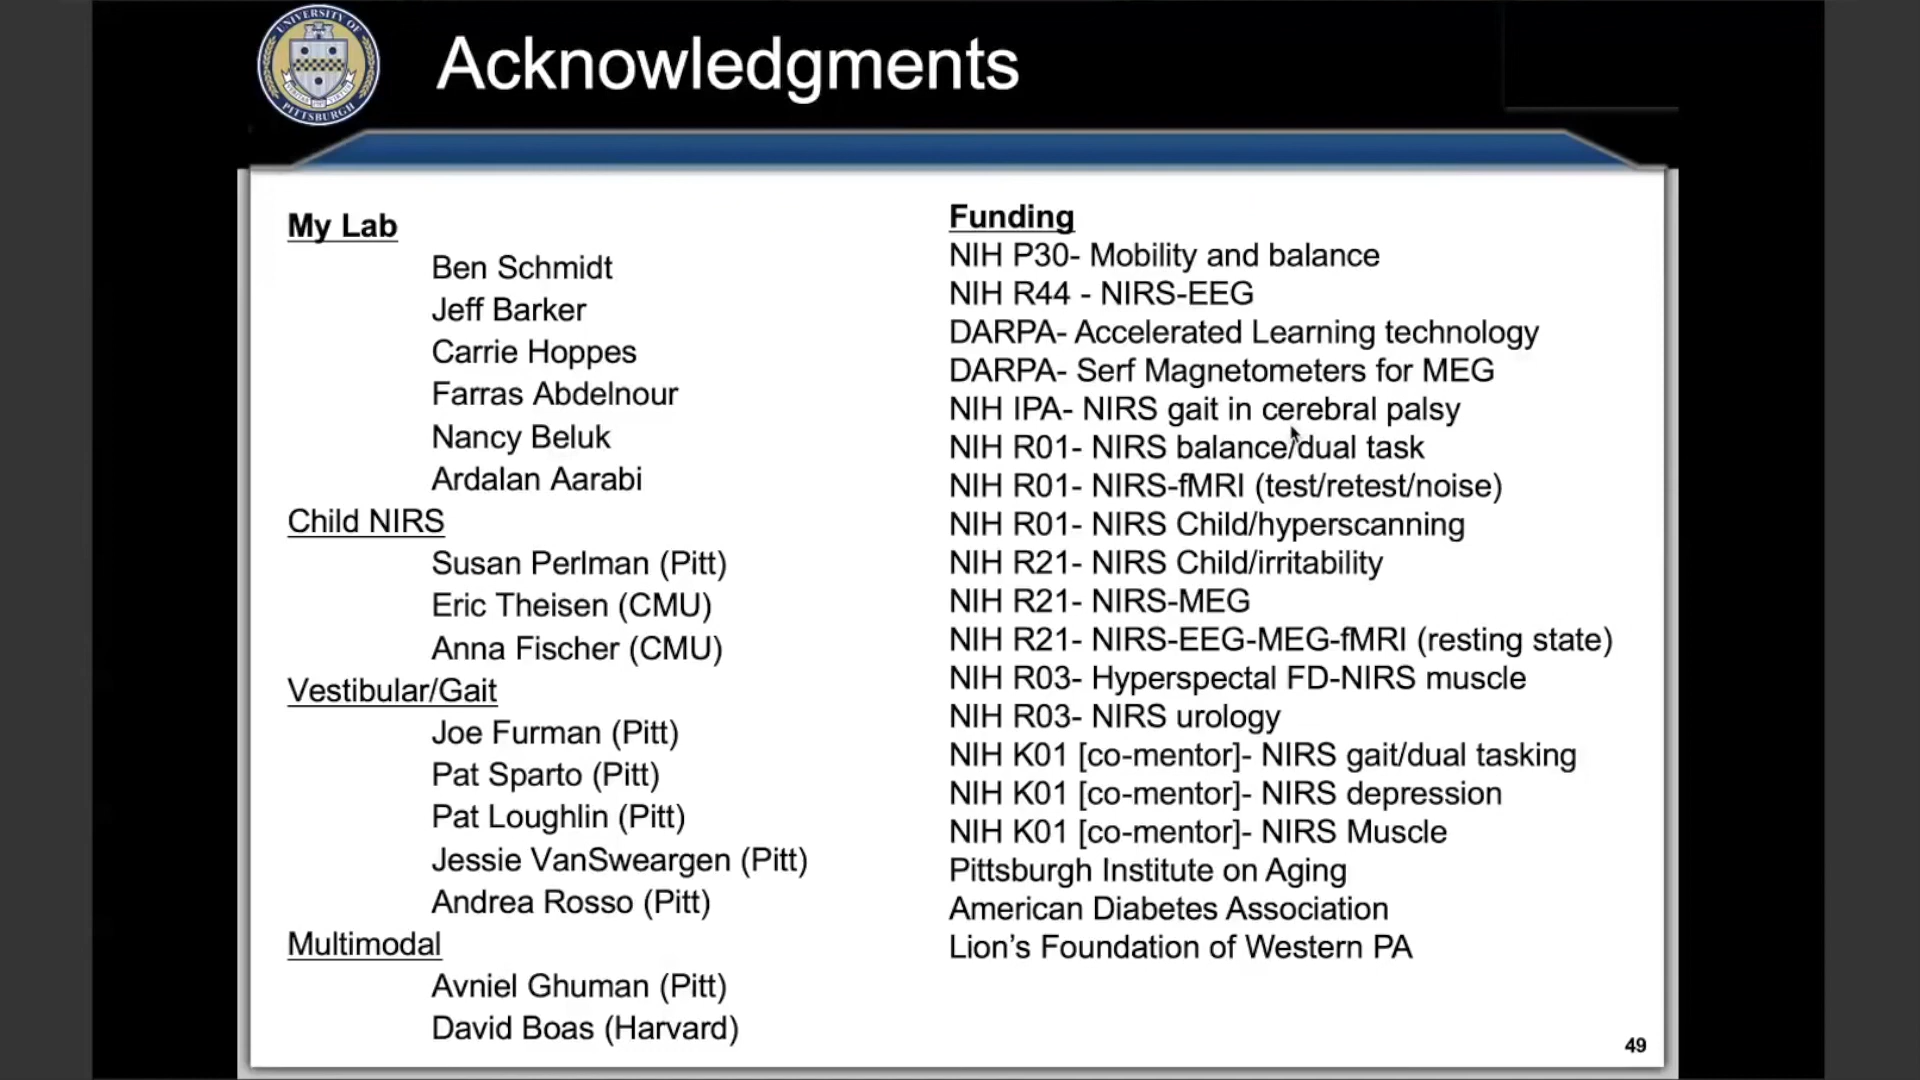 UNIVERSITY OF
PITTSBURGH
Acknowledgments
My Lab
Ben Schmidt
Jeff Barker
Carrie Hoppes
Farras Abdelnour
Nancy Beluk
Ardalan Aarabi
Child NIRS
Susan Perlman (Pitt)
Eric Theisen (CMU)
Anna Fischer (CMU)
Vestibular/Gait
Joe Furman (Pitt)
Pat Sparto (Pitt)
Pat Loughlin (Pitt)
Jessie VanSweargen (Pitt)
Andrea Rosso (Pitt)
Multimodal
Avniel Ghuman (Pitt)
David Boas (Harvard)
Funding
NIH P30- Mobility and balance
NIH R44 - NIRS-EEG
DARPA- Accelerated Learning technology
DARPA- Serf Magnetometers for MEG
NIH IPA- NIRS gait in cerebral palsy
NIH R01- NIRS balance/dual task
NIH R01- NIRS-fMRI (test/retest/noise)
NIH R01- NIRS Child/hyperscanning
NIH R21- NIRS Child/irritability
NIH R21- NIRS-MEG
NIH R21- NIRS-EEG-MEG-fMRI (resting state)
NIH R03- Hyperspectal FD-NIRS muscle
NIH R03- NIRS urology
NIH K01 [co-mentor]- NIRS gait/dual tasking
NIH K01 [co-mentor]- NIRS depression
NIH K01 [co-mentor]- NIRS Muscle
Pittsburgh Institute on Aging
American Diabetes Association
Lion’s Foundation of Western PA
49